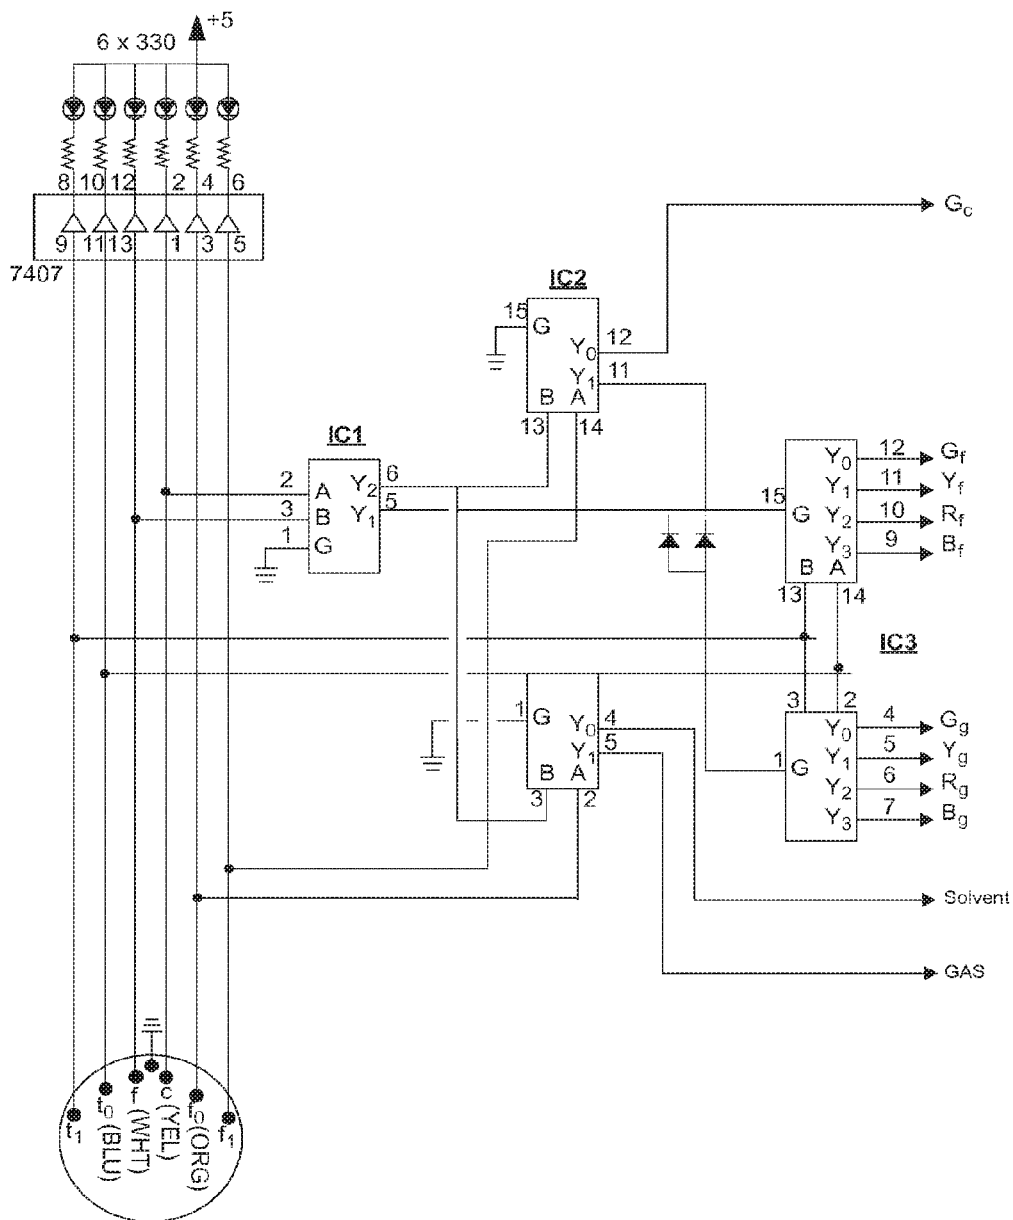 +5
6 x 330
8 10 12 2 4 6
9 11 13 1 3 5
7407
G_c
IC2
15 G
Y_0 12
Y_1 11
B A
13 14
IC1
2 A Y_2 6
3 B Y_1 5
1 G
Y_0 12 G_f
Y_1 11 Y_f
15 G Y_2 10 R_f
Y_3 9 B_f
B A
13 14
IC3
3 2
Y_0 4 G_g
1 G Y_1 5 Y_g
Y_2 6 R_g
Y_3 7 B_g
1 G
Y_0 4
Y_1 5
B A
3 2
Solvent
GAS
t_1
t_0 (BLU)
f (WHT)
c (YEL)
f_0 (ORG)
f_1